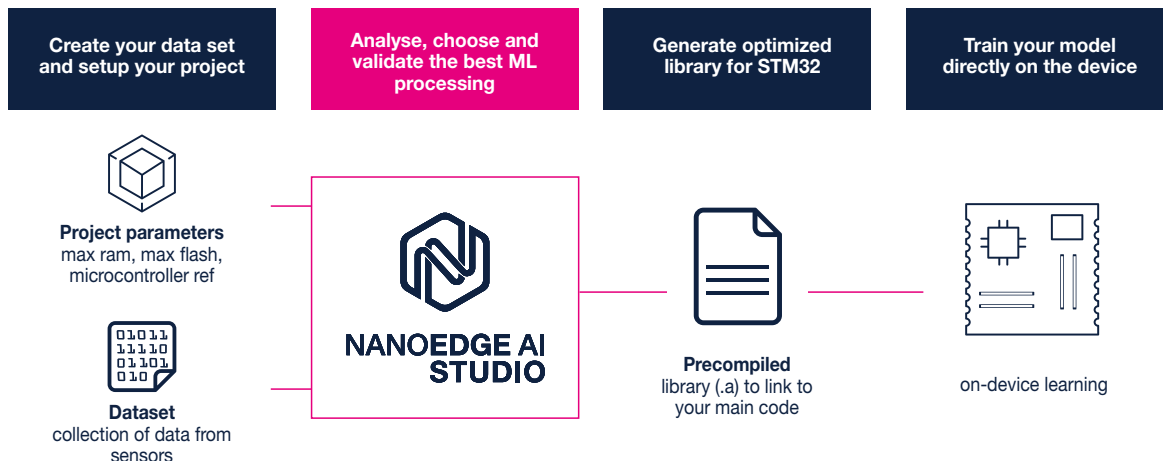 Create your data set
and setup your project
Analyse, choose and
validate the best ML
processing
Generate optimized
library for STM32
Train your model
directly on the device
Project parameters
max ram, max flash,
microcontroller ref
01011
11110
01101
010
Dataset
collection of data from
sensors
NANOEDGE AI
STUDIO
Precompiled
library (.a) to link to
your main code
on-device learning